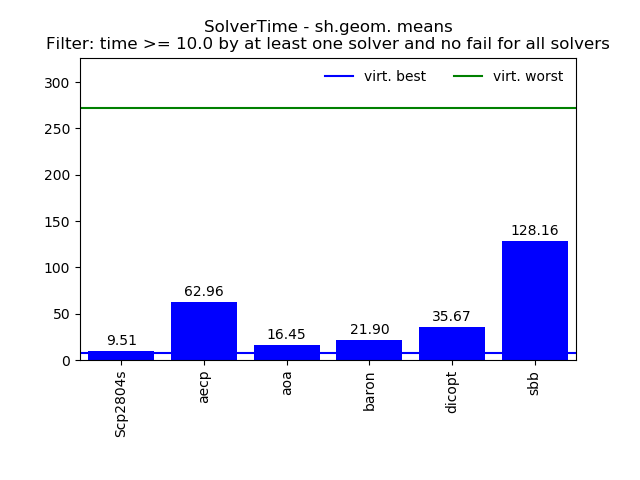 SolverTime - sh.geom. means
Filter: time >= 10.0 by at least one solver and no fail for all solvers
virt. best
virt. worst
300
250
200
150
100
50
0
9.51
62.96
16.45
21.90
35.67
128.16
Scp2804s
aecp
aoa
baron
dicopt
sbb